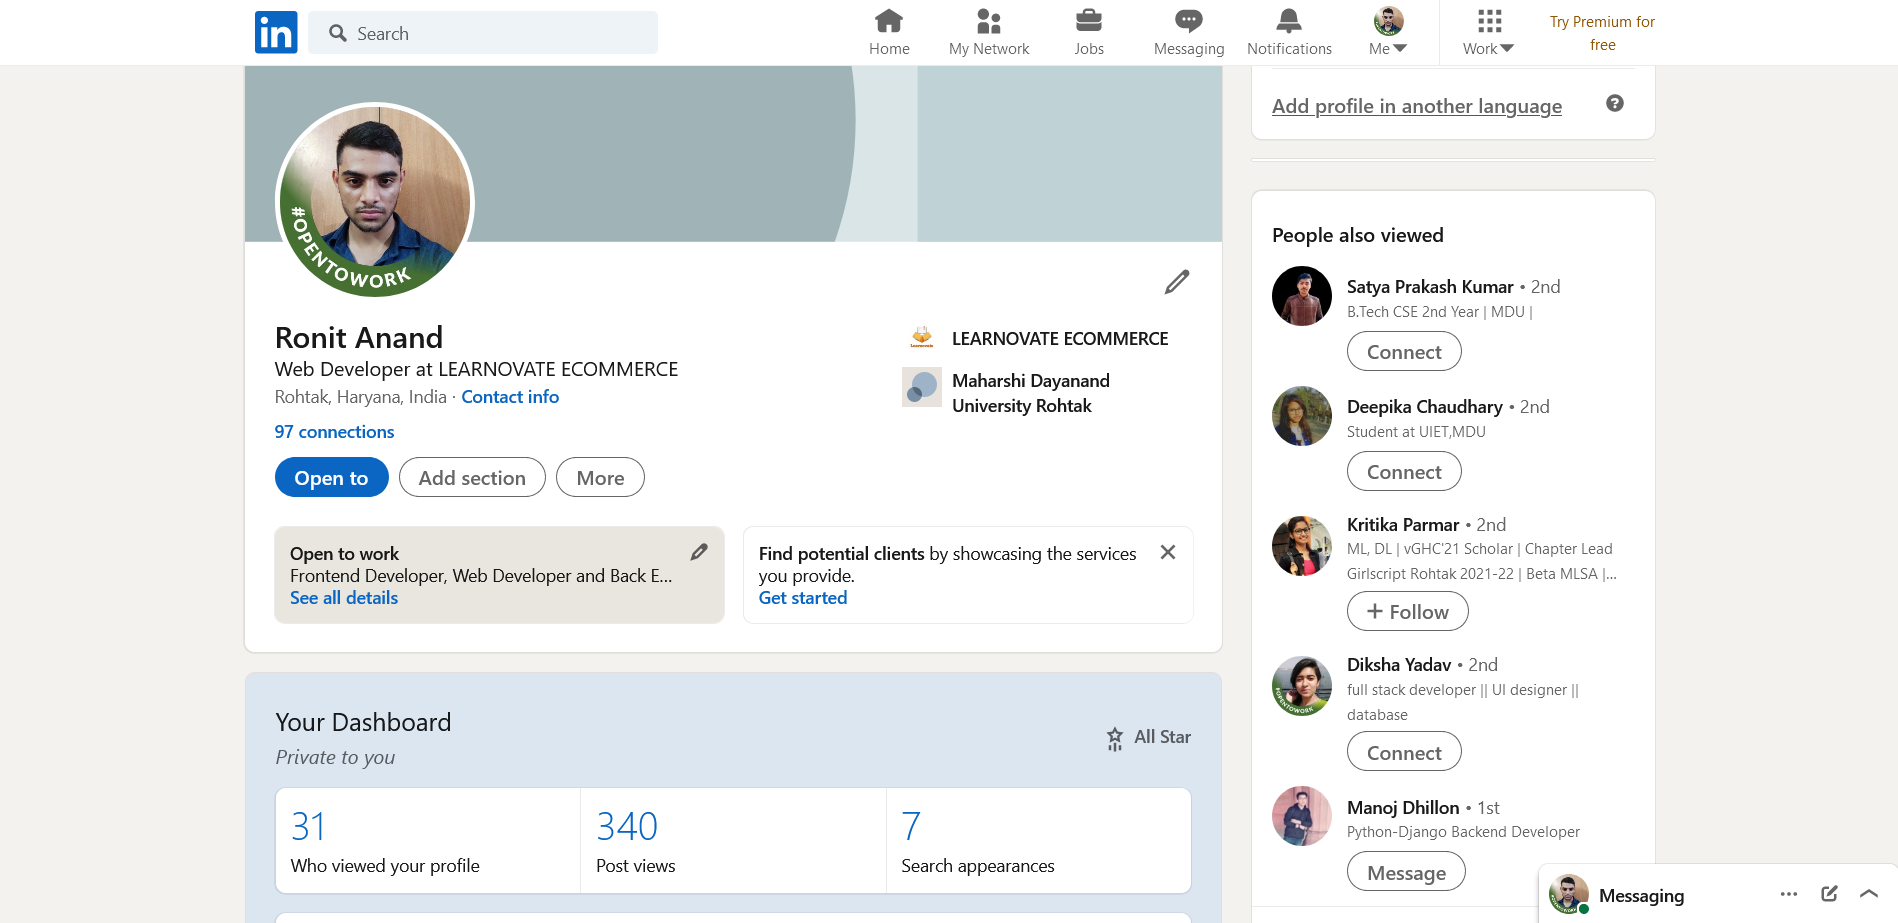 in
Search
Home
My Network
Jobs
Messaging
Notifications
Me
Work
Try Premium for
free
#OPENTOWORK
Ronit Anand
Web Developer at LEARNOVATE ECOMMERCE
Rohtak, Haryana, India · Contact info
97 connections
Open to
Add section
More
LEARNOVATE ECOMMERCE
Maharshi Dayanand
University Rohtak
Open to work
Frontend Developer, Web Developer and Back E...
See all details
Find potential clients by showcasing the services
you provide.
Get started
Your Dashboard
Private to you
All Star
31
Who viewed your profile
340
Post views
7
Search appearances
Add profile in another language
?
People also viewed
Satya Prakash Kumar • 2nd
B.Tech CSE 2nd Year | MDU |
Connect
Deepika Chaudhary • 2nd
Student at UIET,MDU
Connect
Kritika Parmar • 2nd
ML, DL | vGHC'21 Scholar | Chapter Lead
Girlscript Rohtak 2021-22 | Beta MLSA |...
+ Follow
Diksha Yadav • 2nd
full stack developer || UI designer ||
database
#OPENTOWORK
Connect
Manoj Dhillon • 1st
Python-Django Backend Developer
Message
Messaging